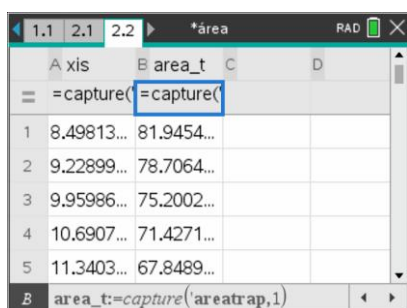 1.1 2.1 2.2 *área RAD
A xis B area_t C D
= =capture(' =capture('
1 8.49813... 81.9454...
2 9.22899... 78.7064...
3 9.95986... 75.2002...
4 10.6907... 71.4271...
5 11.3403... 67.8489...
B area_t:=capture('areatrap,1)